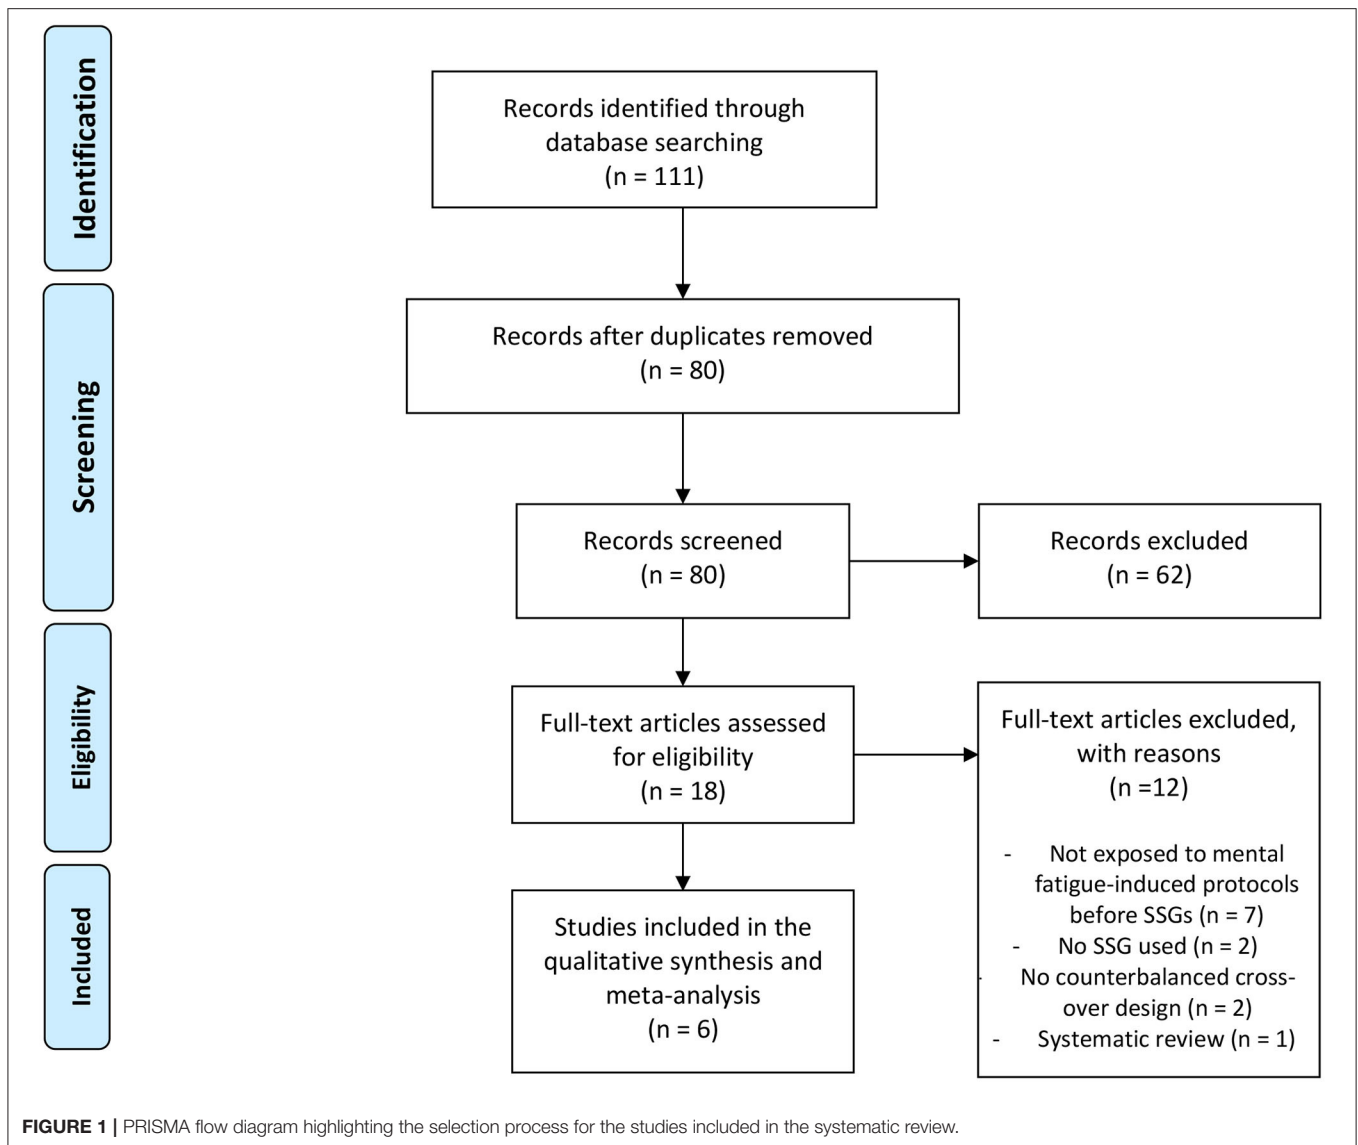 Identification
Records identified through
database searching
(n = 111)
Records after duplicates removed
(n = 80)
Screening
Records screened
(n = 80)
Records excluded
(n = 62)
Eligibility
Full-text articles assessed
for eligibility
(n = 18)
Full-text articles excluded,
with reasons
(n =12)
- Not exposed to mental
fatigue-induced protocols
before SSGs (n = 7)
- No SSG used (n = 2)
- No counterbalanced cross-
over design (n = 2)
- Systematic review (n = 1)
Included
Studies included in the
qualitative synthesis and
meta-analysis
(n = 6)
FIGURE 1 | PRISMA flow diagram highlighting the selection process for the studies included in the systematic review.